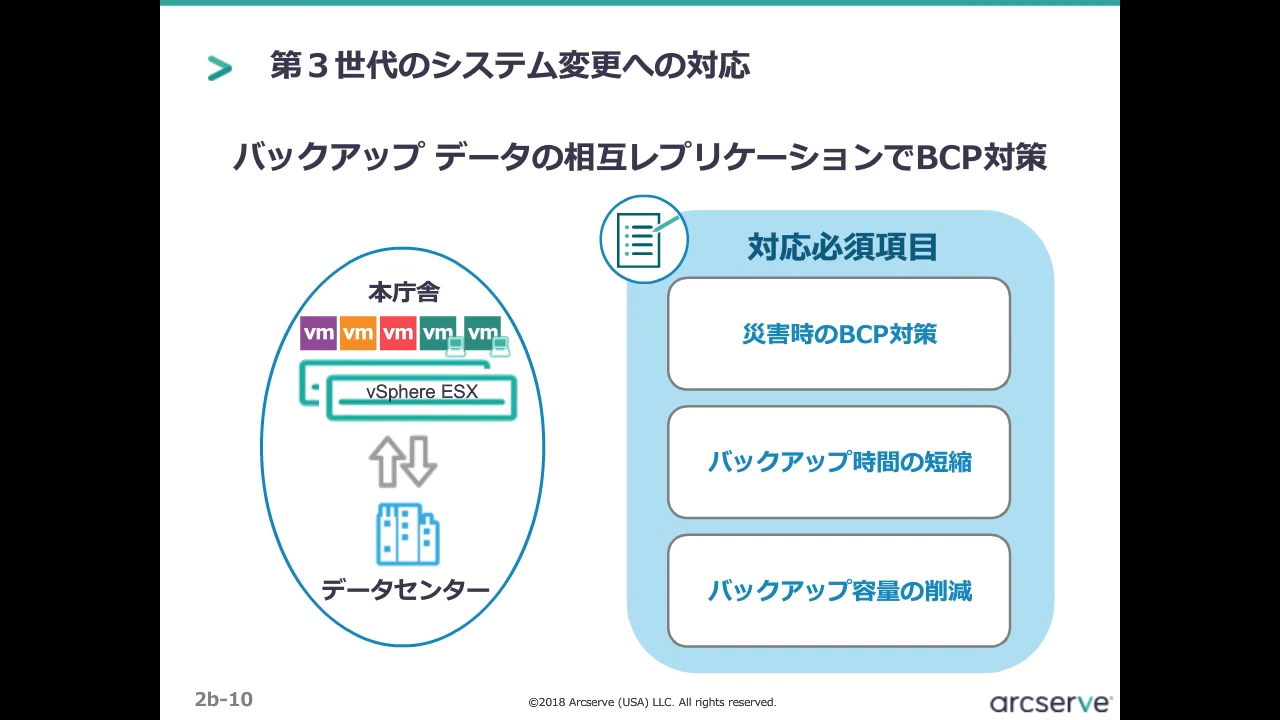 第３世代のシステム変更への対応
バックアップ データの相互レプリケーションでBCP対策
本庁舎
vm vm vm vm vm
vSphere ESX
データセンター
対応必須項目
災害時のBCP対策
バックアップ時間の短縮
バックアップ容量の削減
2b-10
©2018 Arcserve (USA) LLC. All rights reserved.
arcserve®